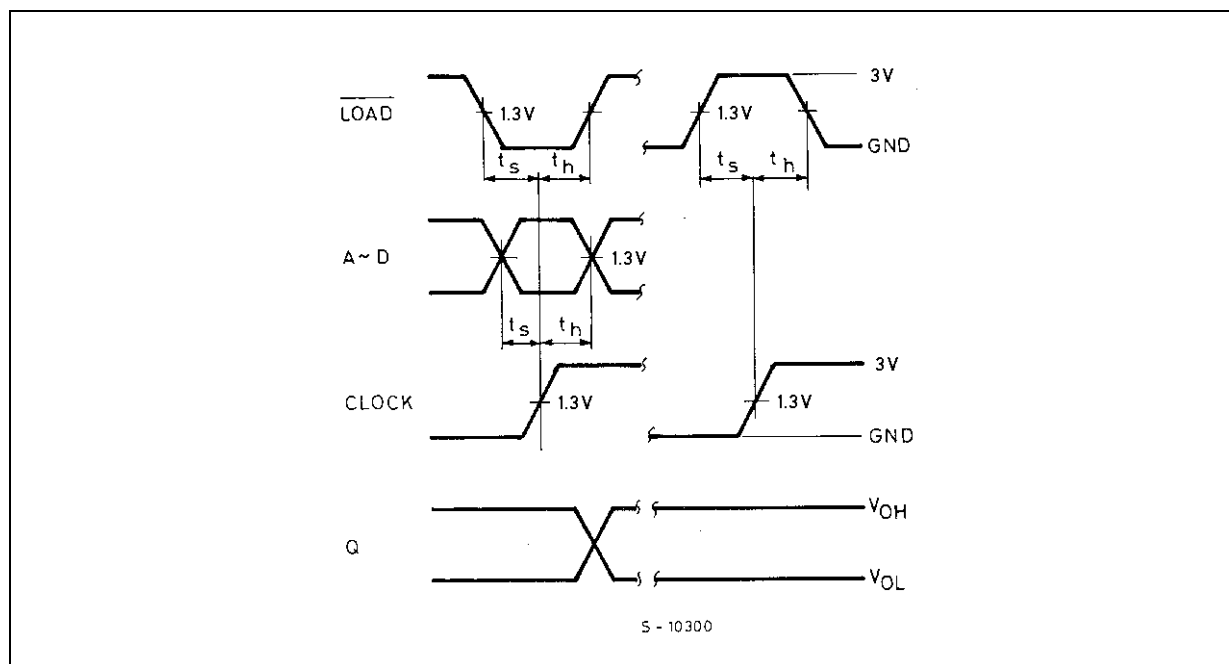 3V
LOAD
1.3V
1.3V
GND
ts
th
ts
th
A~D
1.3V
ts
th
3V
CLOCK
1.3V
1.3V
GND
VOH
Q
VOL
S-10300